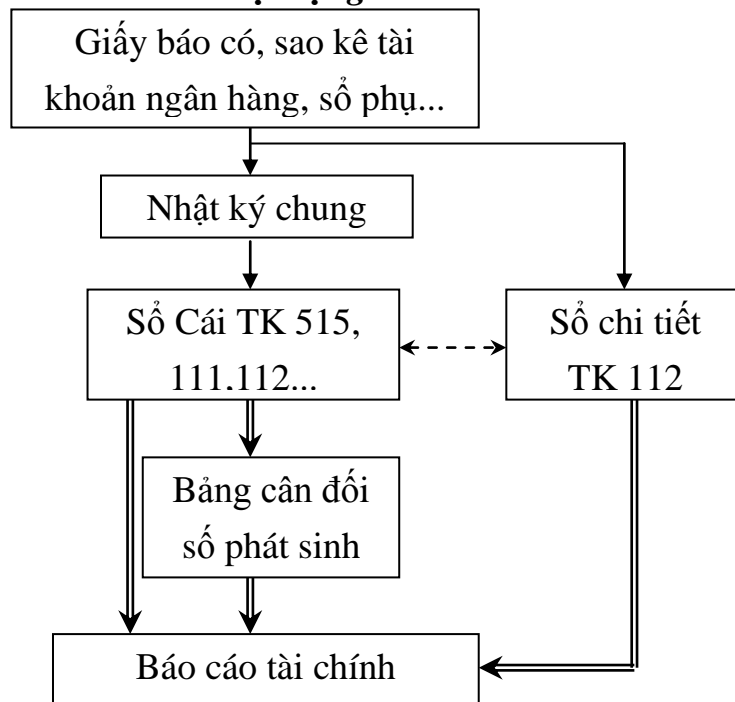 Giấy báo có, sao kê tài
khoản ngân hàng, sổ phụ...
Nhật ký chung
Sổ Cái TK 515,
111.112...
Sổ chi tiết
TK 112
Bảng cân đối
số phát sinh
Báo cáo tài chính